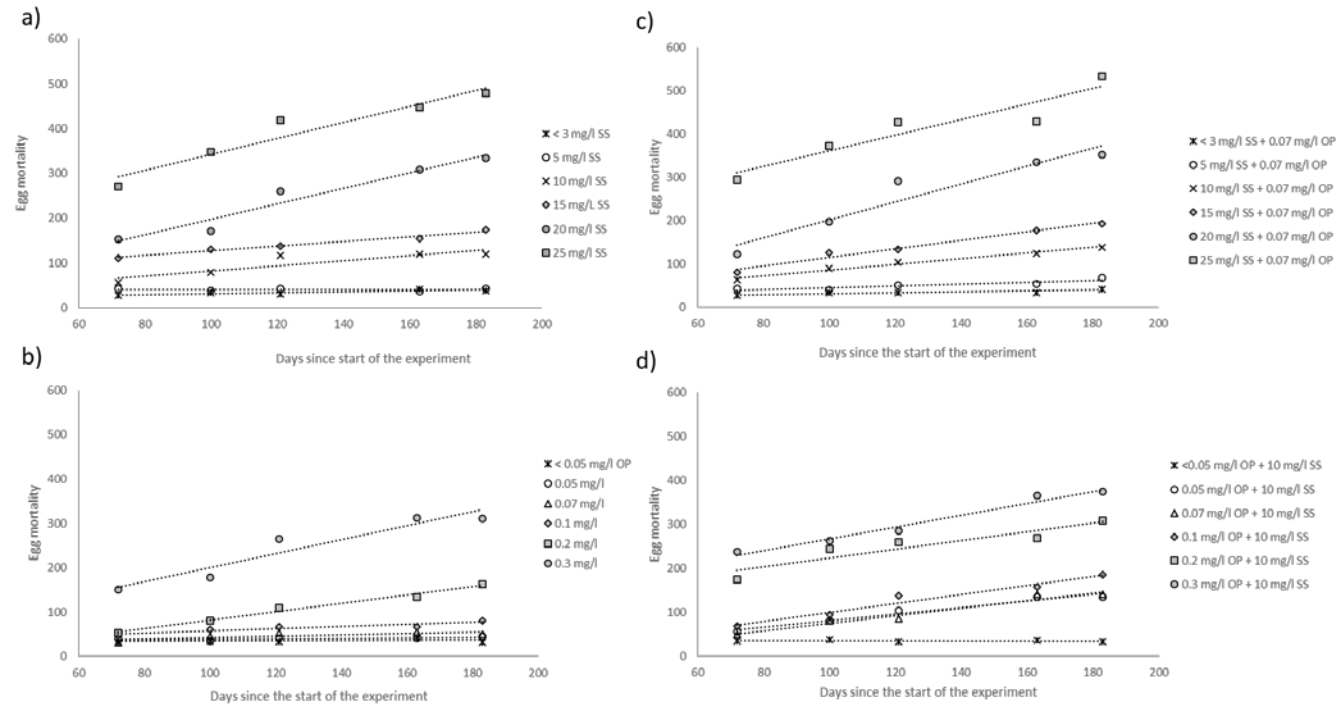 a)
600
500
400
300
200
100
0
Egg mortality
60 80 100 120 140 160 180 200
Days since start of the experiment
< 3 mg/l SS
5 mg/l SS
10 mg/l SS
15 mg/L SS
20 mg/l SS
25 mg/l SS
c)
600
500
400
300
200
100
0
Egg mortality
60 80 100 120 140 160 180 200
Days since the start of the experiment
< 3 mg/l SS + 0.07 mg/l OP
5 mg/l SS + 0.07 mg/l OP
10 mg/l SS + 0.07 mg/l OP
15 mg/l SS + 0.07 mg/l OP
20 mg/l SS + 0.07 mg/l OP
25 mg/l SS + 0.07 mg/l OP
b)
600
500
400
300
200
100
0
Egg mortality
60 80 100 120 140 160 180 200
Days since the start of the experiment
< 0.05 mg/l OP
0.05 mg/l
0.07 mg/l
0.1 mg/l
0.2 mg/l
0.3 mg/l
d)
600
500
400
300
200
100
0
Egg mortality
60 80 100 120 140 160 180 200
Days since the start of the experiment
<0.05 mg/l OP + 10 mg/l SS
0.05 mg/l OP + 10 mg/l SS
0.07 mg/l OP + 10 mg/l SS
0.1 mg/l OP + 10 mg/l SS
0.2 mg/l OP + 10 mg/l SS
0.3 mg/l OP + 10 mg/l SS